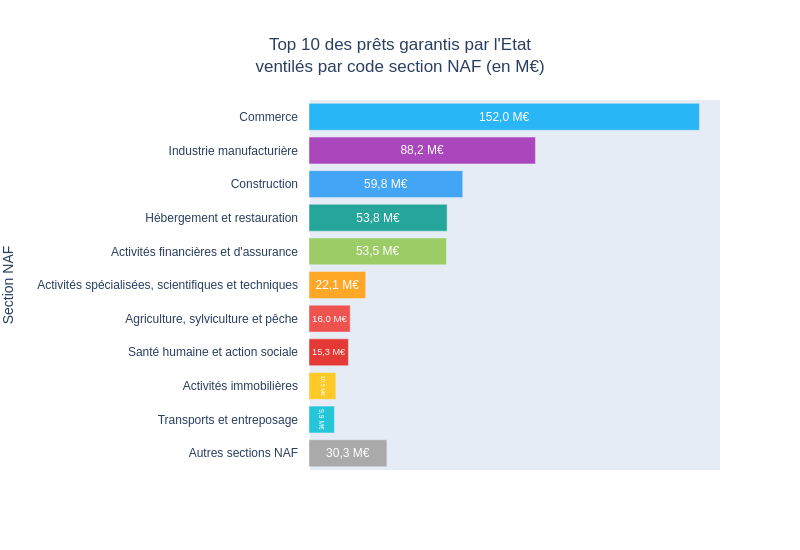 Top 10 des prêts garantis par l'Etat
ventilés par code section NAF (en M€)
Section NAF
Commerce 152,0 M€
Industrie manufacturière 88,2 M€
Construction 59,8 M€
Hébergement et restauration 53,8 M€
Activités financières et d'assurance 53,5 M€
Activités spécialisées, scientifiques et techniques 22,1 M€
Agriculture, sylviculture et pêche 16,0 M€
Santé humaine et action sociale 15,3 M€
Activités immobilières
Transports et entreposage 9,9 M€
Autres sections NAF 30,3 M€